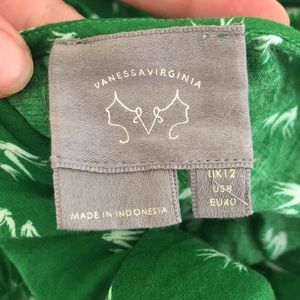 VANESSAVIRGINIA
MADE IN INDONESIA
UK12
US8
EU40